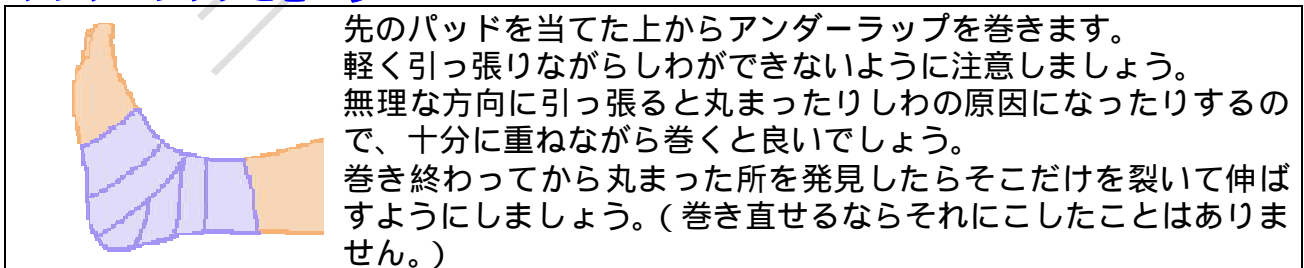 先のパッドを当てた上からアンダーラップを巻きます。
軽く引っ張りながらしわができないように注意しましょう。
無理な方向に引っ張ると丸まったりしわの原因になったりするの
で、十分に重ねながら巻くと良いでしょう。
巻き終わってから丸まった所を発見したらそこだけを裂いて伸ば
すようにしましょう。(巻き直せるならそれにこしたことはありま
せん。)